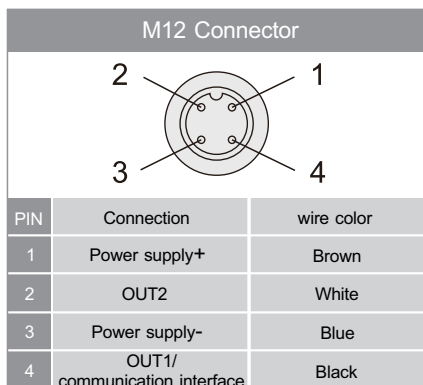 M12 Connector
2 1
3 4
PIN Connection wire color
1 Power supply+ Brown
2 OUT2 White
3 Power supply- Blue
4 OUT1/
communication interface Black